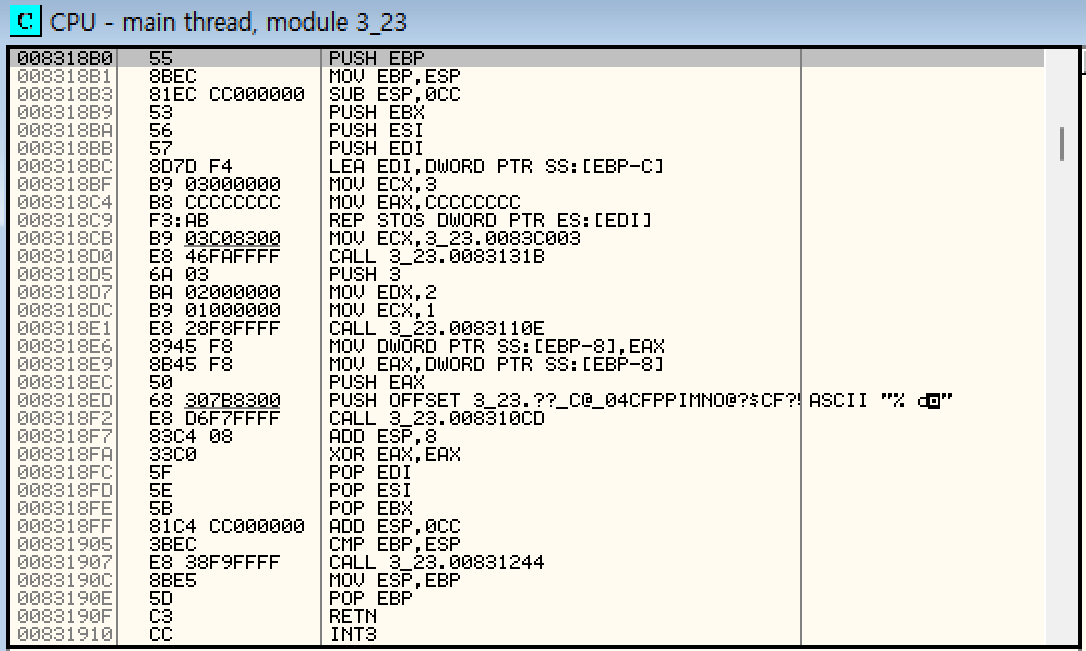 C CPU - main thread, module 3_23
008318B0 55 PUSH EBP
008318B1 8BEC MOV EBP,ESP
008318B3 81EC CC000000 SUB ESP,0CC
008318B9 53 PUSH EBX
008318BA 56 PUSH ESI
008318BB 57 PUSH EDI
008318BC 8D7D F4 LEA EDI,DWORD PTR SS:[EBP-C]
008318BF B9 03000000 MOV ECX,3
008318C4 B8 CCCCCCCC MOV EAX,CCCCCCCC
008318C9 F3:AB REP STOS DWORD PTR ES:[EDI]
008318CB B9 03C08300 MOV ECX,3_23.0083C003
008318D0 E8 46FAFFFF CALL 3_23.0083131B
008318D5 6A 03 PUSH 3
008318D7 BA 02000000 MOV EDX,2
008318DC B9 01000000 MOV ECX,1
008318E1 E8 28F8FFFF CALL 3_23.0083110E
008318E6 8945 F8 MOV DWORD PTR SS:[EBP-8],EAX
008318E9 8B45 F8 MOV EAX,DWORD PTR SS:[EBP-8]
008318EC 50 PUSH EAX
008318ED 68 307B8300 PUSH OFFSET 3_23.??_C@_04CFPPIMNO@?$CF?! ASCII "% d◙"
008318F2 E8 D6F7FFFF CALL 3_23.008310CD
008318F7 83C4 08 ADD ESP,8
008318FA 33C0 XOR EAX,EAX
008318FC 5F POP EDI
008318FD 5E POP ESI
008318FE 5B POP EBX
008318FF 81C4 CC000000 ADD ESP,0CC
00831905 3BEC CMP EBP,ESP
00831907 E8 38F9FFFF CALL 3_23.00831244
0083190C 8BE5 MOV ESP,EBP
0083190E 5D POP EBP
0083190F C3 RETN
00831910 CC INT3